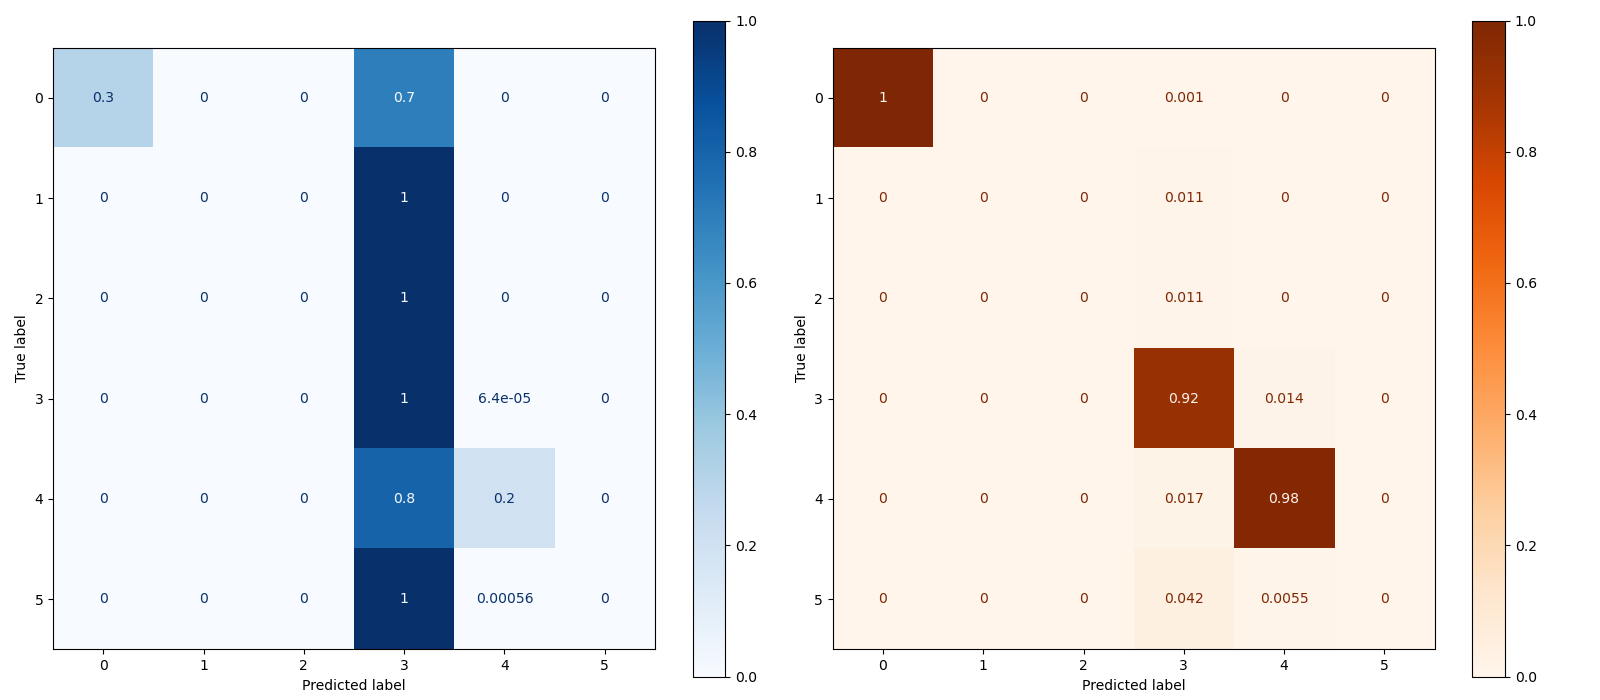 1.0
0.8
0.6
0.4
0.2
0.0
0 0.3 0 0 0.7 0 0
1 0 0 0 1 0 0
2 0 0 0 1 0 0
3 0 0 0 1 6.4e-05 0
4 0 0 0 0.8 0.2 0
5 0 0 0 1 0.00056 0
0 1 2 3 4 5
True label
Predicted label
1.0
0.8
0.6
0.4
0.2
0.0
0 1 0 0 0.001 0 0
1 0 0 0 0.011 0 0
2 0 0 0 0.011 0 0
3 0 0 0 0.92 0.014 0
4 0 0 0 0.017 0.98 0
5 0 0 0 0.042 0.0055 0
0 1 2 3 4 5
True label
Predicted label